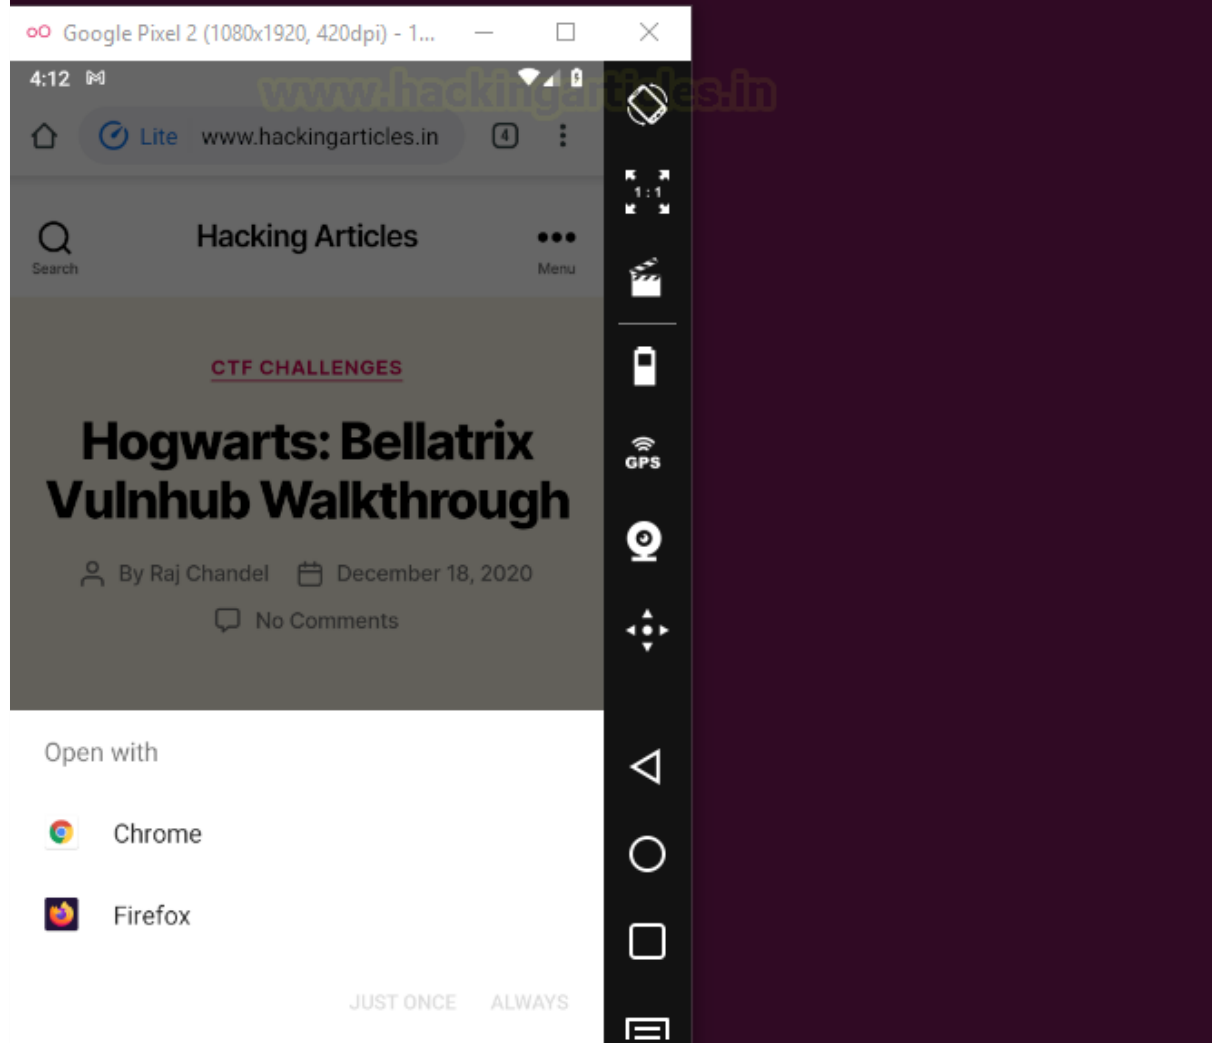 Google Pixel 2 (1080x1920, 420dpi) - 1...
4:12
www.hackingarticles.in
Lite www.hackingarticles.in 4
1:1
Hacking Articles
Search
Menu
CTF CHALLENGES
Hogwarts: Bellatrix
Vulnhub Walkthrough
GPS
By Raj Chandel December 18, 2020
No Comments
Open with
Chrome
Firefox
JUST ONCE ALWAYS